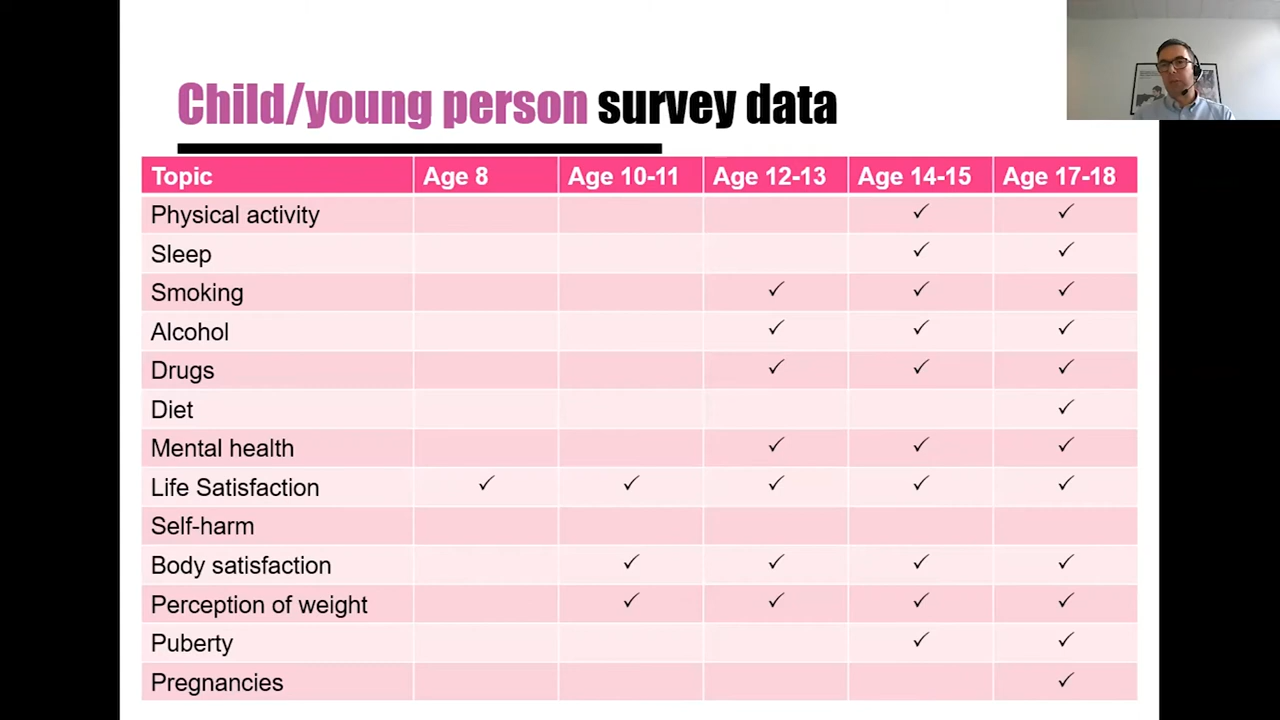 Child/young person survey data
Topic Age 8 Age 10-11 Age 12-13 Age 14-15 Age 17-18
Physical activity ✓ ✓
Sleep ✓ ✓
Smoking ✓ ✓ ✓
Alcohol ✓ ✓ ✓
Drugs ✓ ✓ ✓
Diet ✓
Mental health ✓ ✓ ✓
Life Satisfaction ✓ ✓ ✓ ✓ ✓
Self-harm
Body satisfaction ✓ ✓ ✓ ✓
Perception of weight ✓ ✓ ✓ ✓
Puberty ✓ ✓
Pregnancies ✓